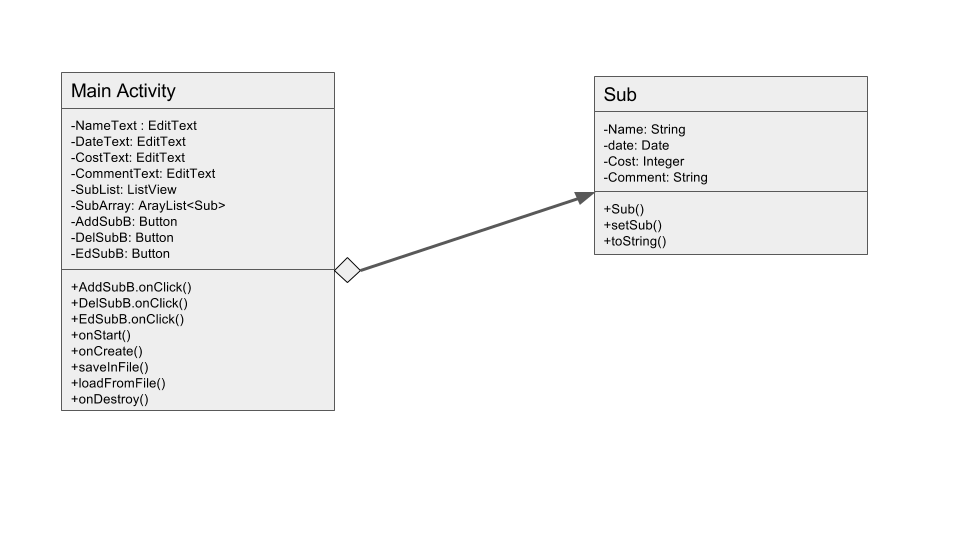 Main Activity
-NameText : EditText
-DateText: EditText
-CostText: EditText
-CommentText: EditText
-SubList: ListView
-SubArray: ArayList<Sub>
-AddSubB: Button
-DelSubB: Button
-EdSubB: Button
+AddSubB.onClick()
+DelSubB.onClick()
+EdSubB.onClick()
+onStart()
+onCreate()
+saveInFile()
+loadFromFile()
+onDestroy()
Sub
-Name: String
-date: Date
-Cost: Integer
-Comment: String
+Sub()
+setSub()
+toString()